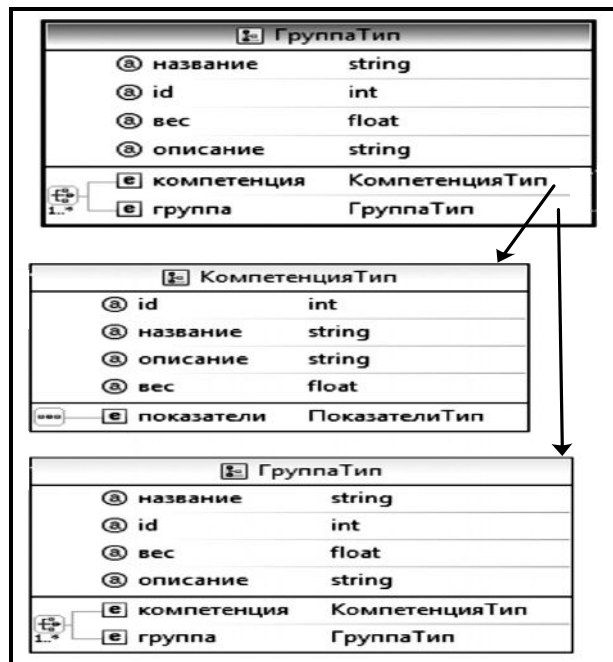 ГруппаТип
ⓐ название string
ⓐ id int
ⓐ вес float
ⓐ описание string
e компетенция КомпетенцияТип
1..* e группа ГруппаТип
КомпетенцияТип
ⓐ id int
ⓐ название string
ⓐ описание string
ⓐ вес float
e показатели ПоказателиТип
ГруппаТип
ⓐ название string
ⓐ id int
ⓐ вес float
ⓐ описание string
e компетенция КомпетенцияТип
1..* e группа ГруппаТип